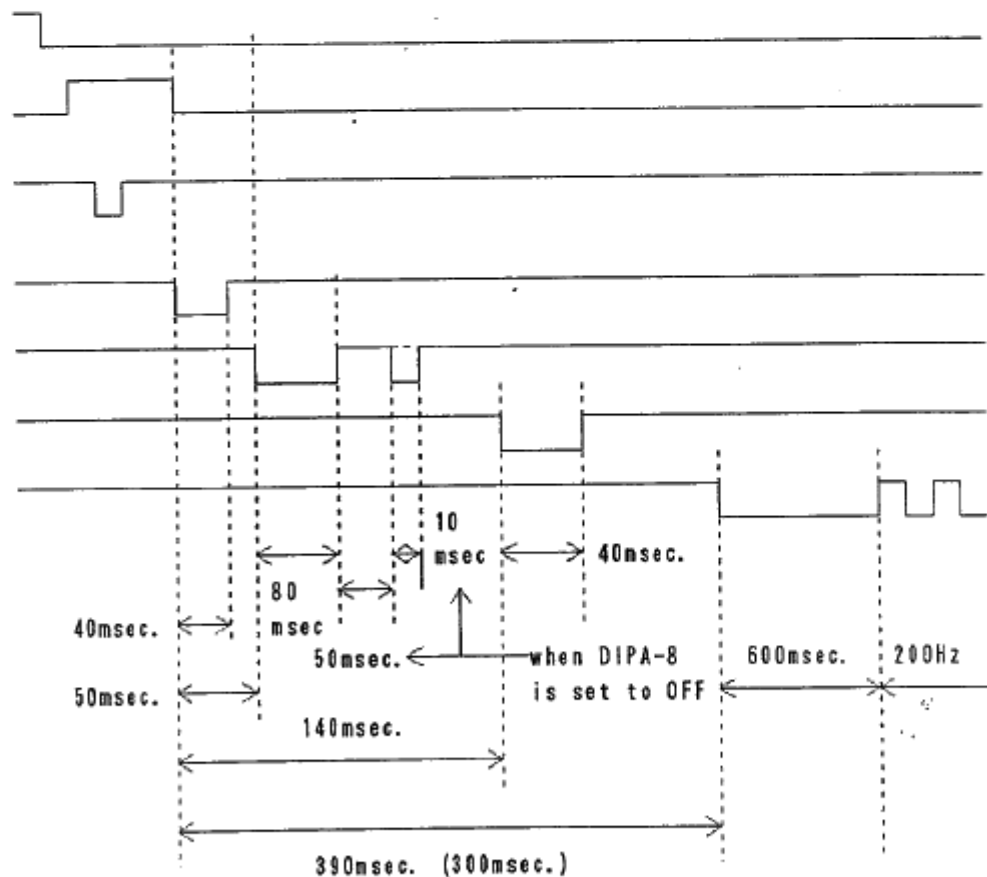 10
msec
40msec.
80
msec
40msec.
50msec.
when DIPA-8
is set to OFF
600msec.
200Hz
50msec.
140msec.
390msec. (300msec.)